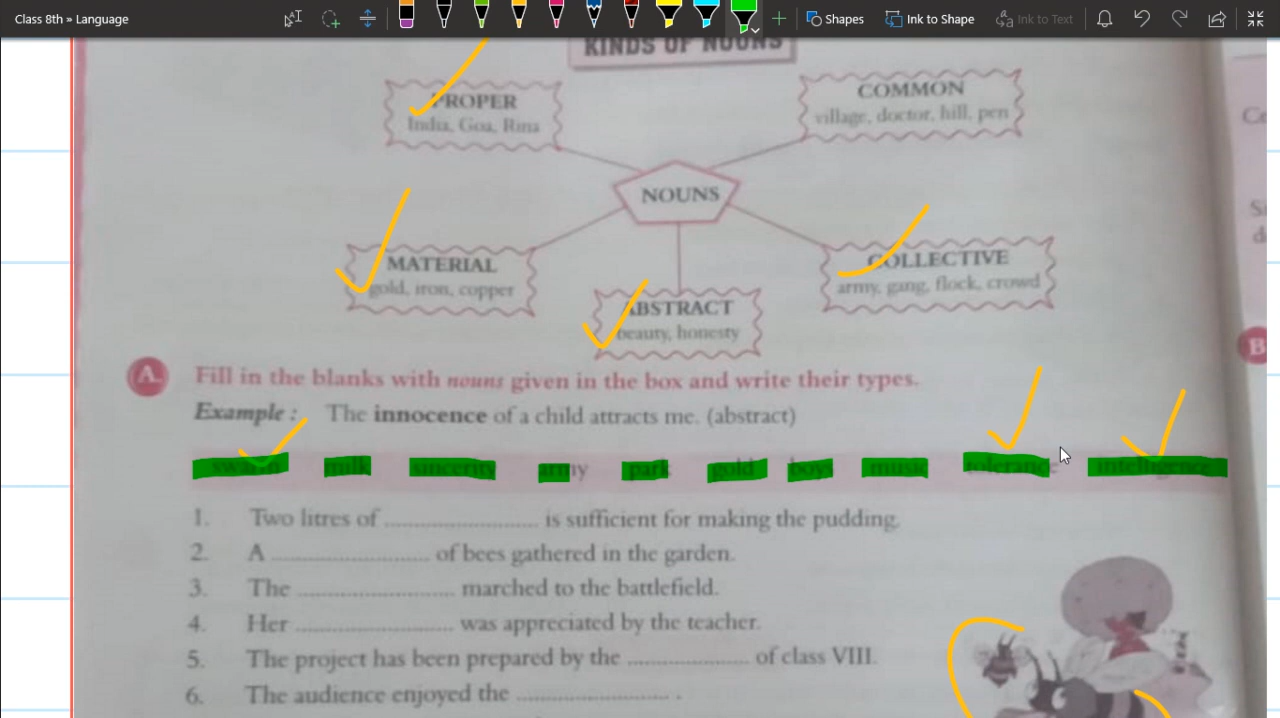 Class 8th » Language
Shapes
Ink to Shape
Ink to Text
KINDS OF NOUNS
PROPER
India, Goa, Rina
COMMON
village, doctor, hill, pen
NOUNS
MATERIAL
gold, iron, copper
COLLECTIVE
army, gang, flock, crowd
ABSTRACT
beauty, honesty
A. Fill in the blanks with nouns given in the box and write their types.
Example : The innocence of a child attracts me. (abstract)
swarm milk sincerity army park gold boys music tolerance intelligence
1. Two litres of ........................... is sufficient for making the pudding.
2. A ........................... of bees gathered in the garden.
3. The ........................... marched to the battlefield.
4. Her ........................... was appreciated by the teacher.
5. The project has been prepared by the ..................... of class VIII.
6. The audience enjoyed the ........................... .
B